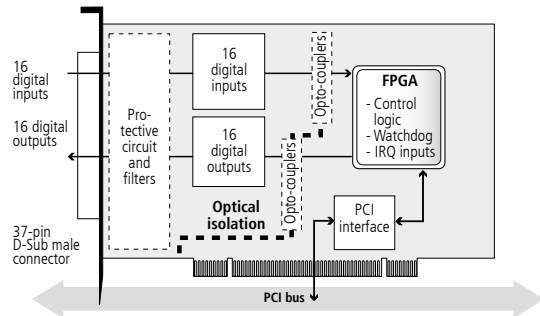 16
digital
inputs
16 digital
outputs
37-pin
D-Sub male
connector
Pro-
tective
circuit
and
filters
16
digital
inputs
16
digital
outputs
Optical
isolation
Opto-couplers
Opto-couplers
FPGA
- Control
logic
- Watchdog
- IRQ inputs
PCI
interface
PCI bus